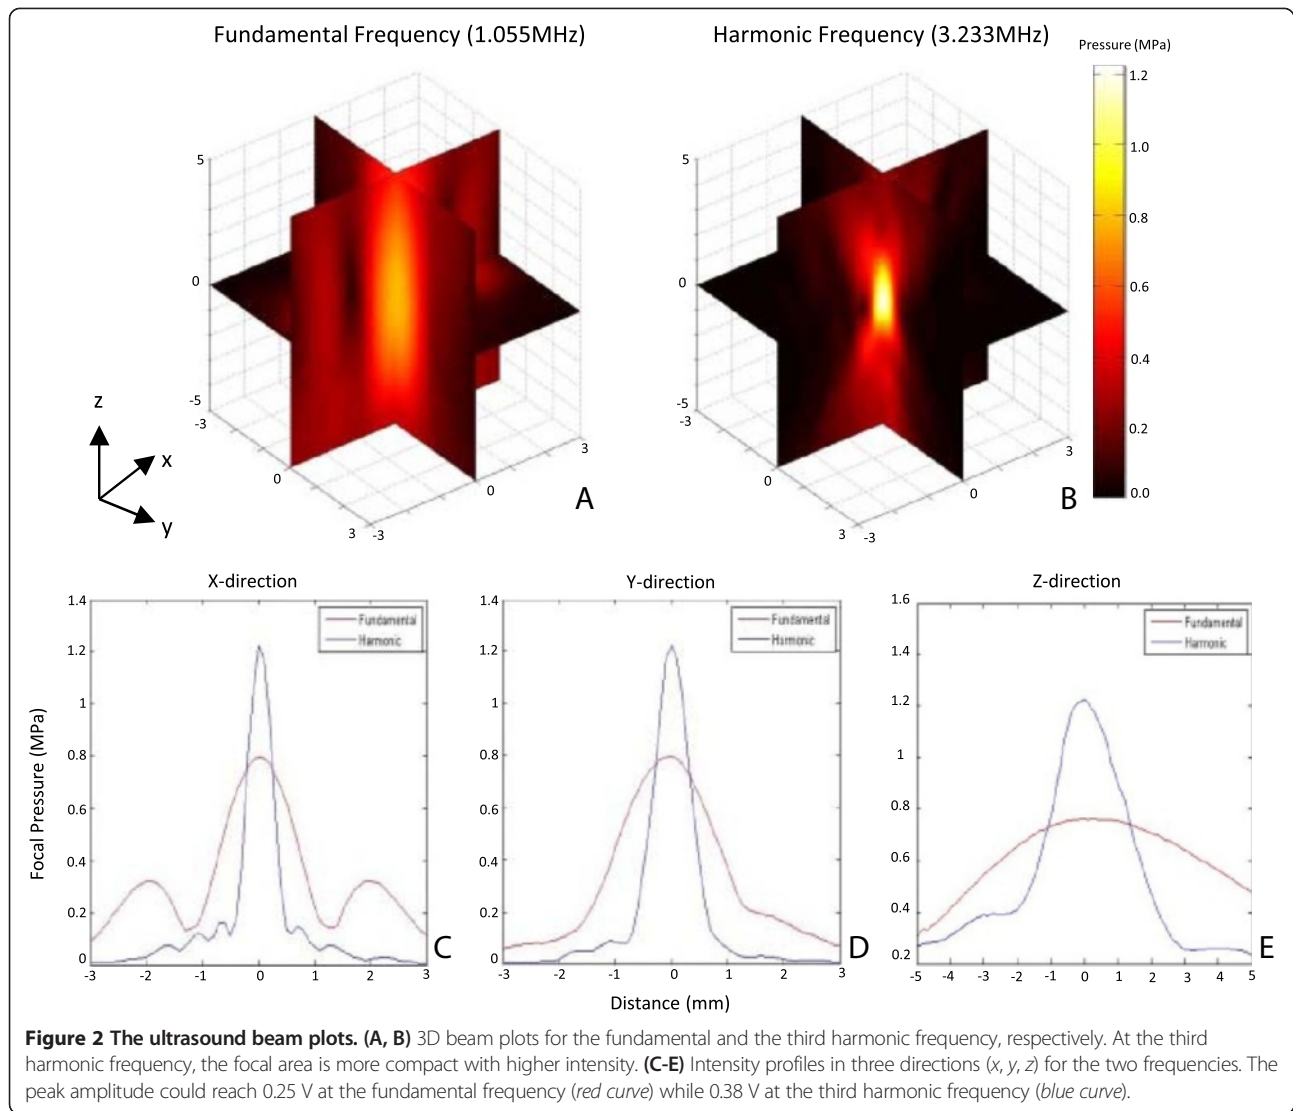 Fundamental Frequency (1.055MHz)
Harmonic Frequency (3.233MHz)
Pressure (MPa)
1.2
1.0
0.8
0.6
0.4
0.2
0.0
5
0
-5
-3
0
3
-3
0
3
A
z
x
y
5
0
-5
-3
0
3
-3
0
3
B
X-direction
Fundamental
Harmonic
1.4
1.2
1
0.8
0.6
0.4
0.2
0
-3
-2
-1
0
1
2
3
C
Focal Pressure (MPa)
Y-direction
Fundamental
Harmonic
1.4
1.2
1
0.8
0.6
0.4
0.2
0
-3
-2
-1
0
1
2
3
D
Distance (mm)
Z-direction
Fundamental
Harmonic
1.6
1.4
1.2
1
0.8
0.6
0.4
0.2
-5
-4
-3
-2
-1
0
1
2
3
4
5
E
Figure 2 The ultrasound beam plots. (A, B) 3D beam plots for the fundamental and the third harmonic frequency, respectively. At the third
harmonic frequency, the focal area is more compact with higher intensity. (C-E) Intensity profiles in three directions (x, y, z) for the two frequencies. The
peak amplitude could reach 0.25 V at the fundamental frequency (red curve) while 0.38 V at the third harmonic frequency (blue curve).